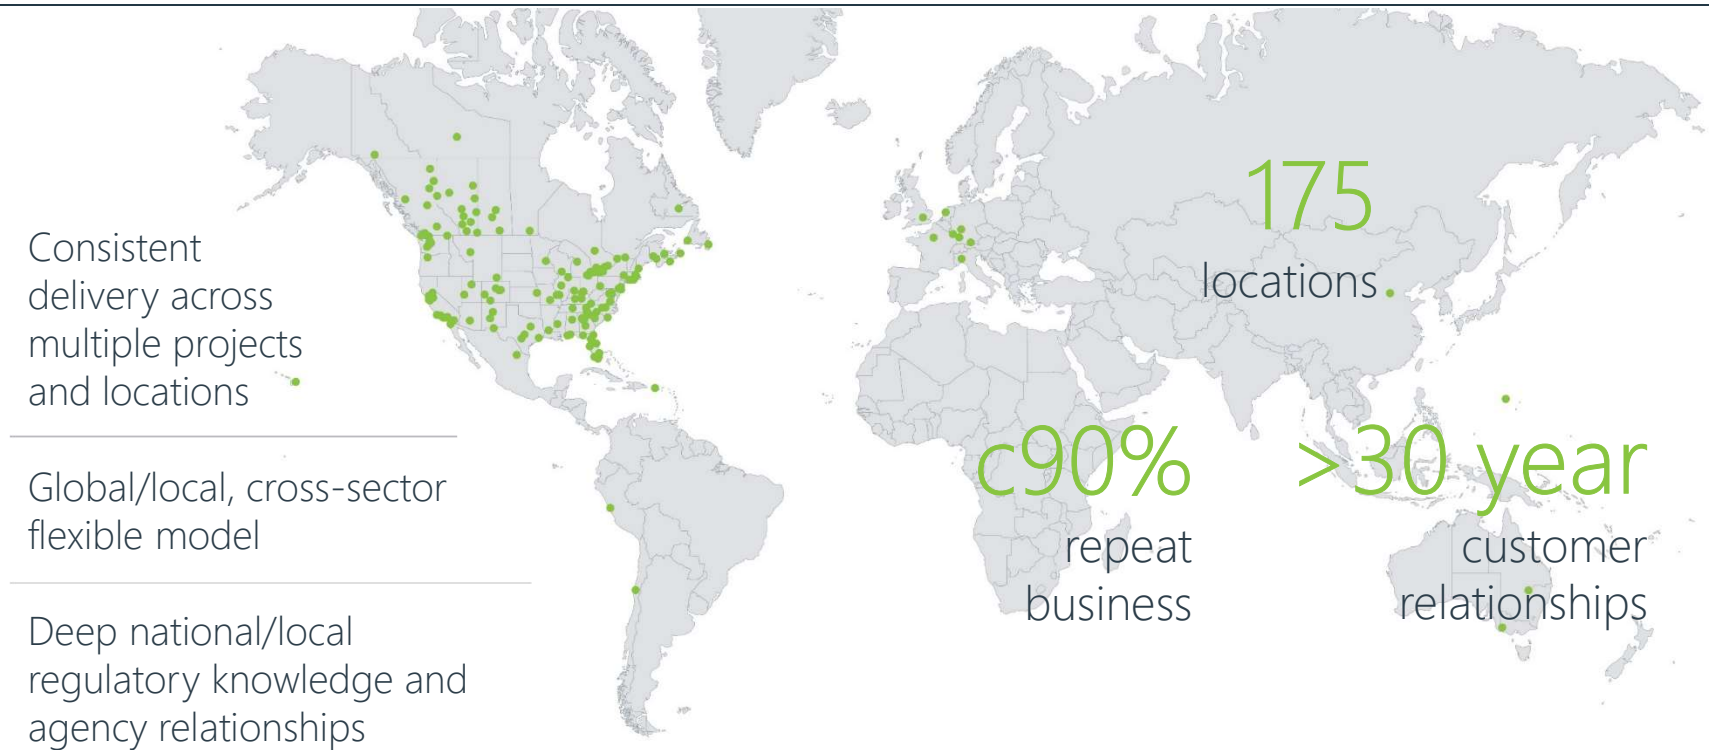 Consistent
delivery across
multiple projects
and locations
Global/local, cross-sector
flexible model
Deep national/local
regulatory knowledge and
agency relationships
175
locations
c90%
repeat
business
>30 year
customer
relationships